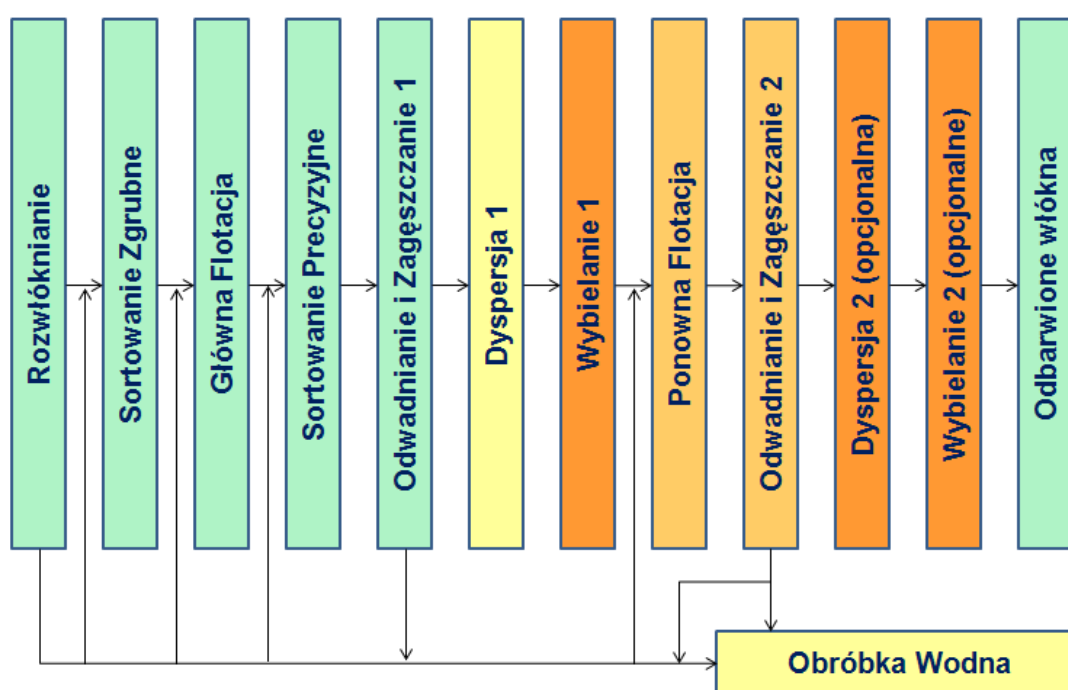 Rozwłóknianie
Sortowanie Zgrubne
Główna Flotacja
Sortowanie Precyzyjne
Odwadnianie i Zagęszczanie 1
Dyspersja 1
Wybielanie 1
Ponowna Flotacja
Odwadnianie i Zagęszczanie 2
Dyspersja 2 (opcjonalna)
Wybielanie 2 (opcjonalne)
Odbarwione włókna
Obróbka Wodna